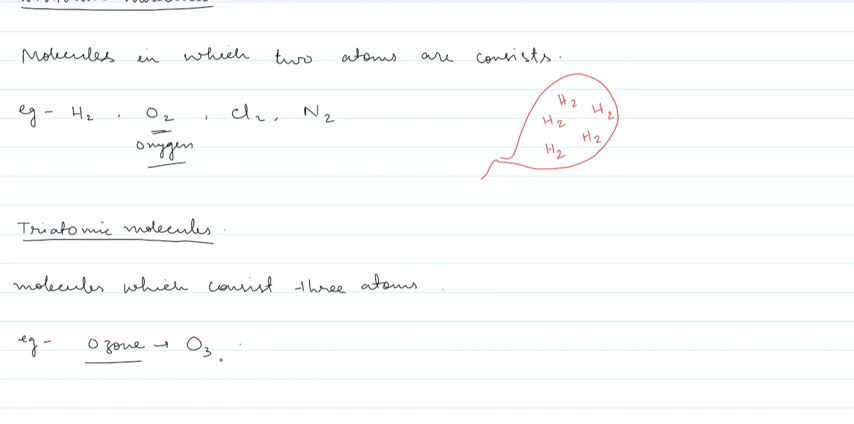 Molecules in which two atoms are consists.
eg - H₂, O₂, Cl₂, N₂
oxygen
H₂
H₂
H₂
H₂
H₂
Triatomic molecules.
molecules which consist three atoms.
eg - Ozone → O₃.